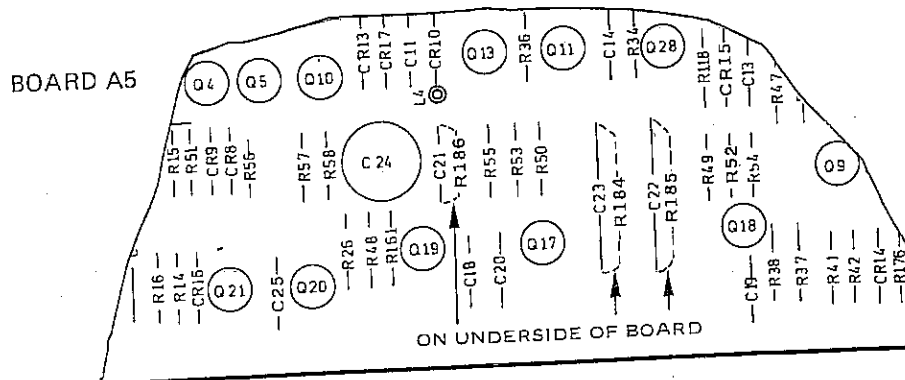 BOARD A5
Q4
Q5
Q10
CR13
CR17
C11
CR10
L4
Q13
R36
Q11
C14
R34
Q28
R118
CR15
C13
R47
R15
R51
CR9
CR8
R56
R57
R58
C24
C21
R186
R55
R53
R50
C23
R184
C22
R185
R49
R52
R54
Q9
R16
R14
CR16
Q21
C25
Q20
R26
R48
R161
Q19
C18
C20
Q17
Q18
C19
R38
R37
R41
R42
CR14
R176
ON UNDERSIDE OF BOARD